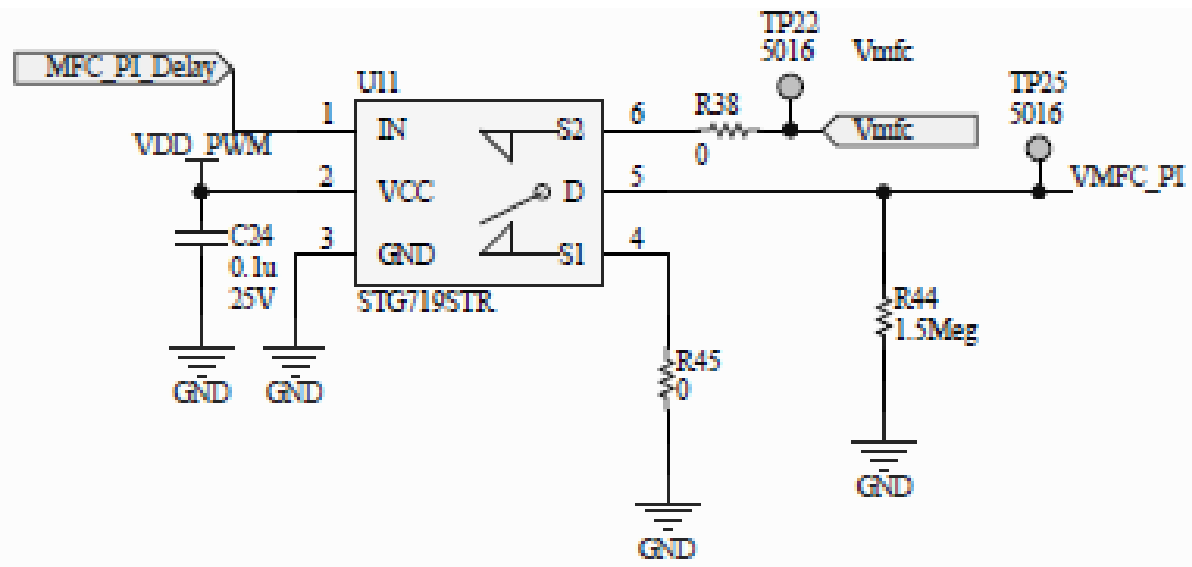 TP22
5016
Vmfc
MFC_PI_Delay
TP25
5016
U11
1
IN
S2
6
R38
0
Vmfc
VDD_PWM
2
VCC
D
5
VMFC_PI
C24
0.1u
25V
3
GND
S1
4
STG719STR
R44
1.5Meg
R45
0
GND
GND
GND
GND